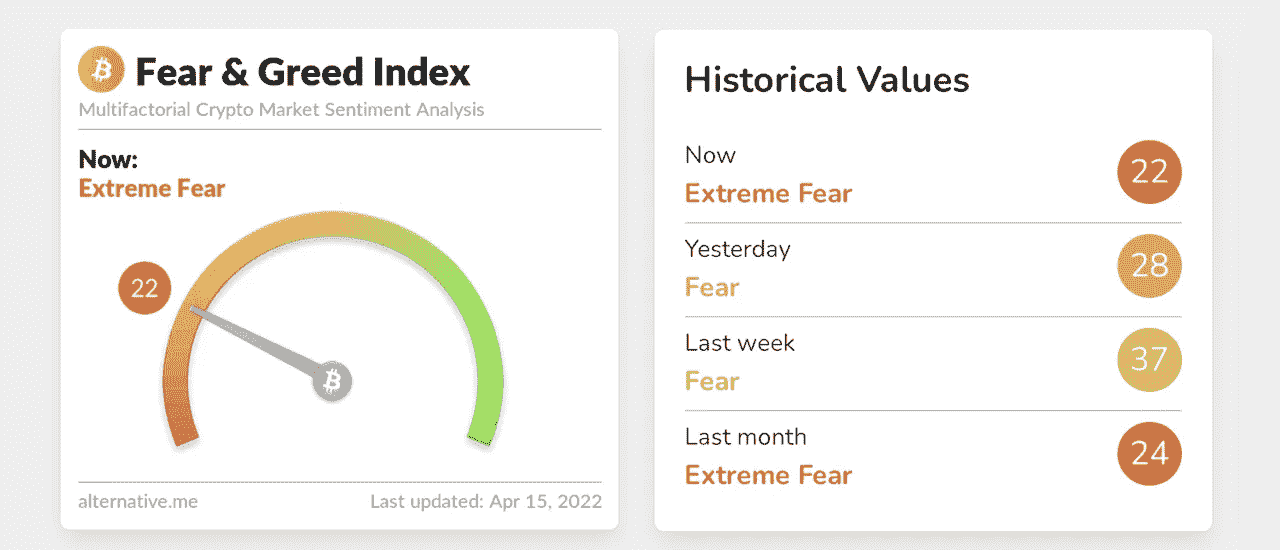 Fear & Greed Index
Multifactorial Crypto Market Sentiment Analysis
Now:
Extreme Fear
22
alternative.me
Last updated: Apr 15, 2022
Historical Values
Now
Extreme Fear
22
Yesterday
Fear
28
Last week
Fear
37
Last month
Extreme Fear
24